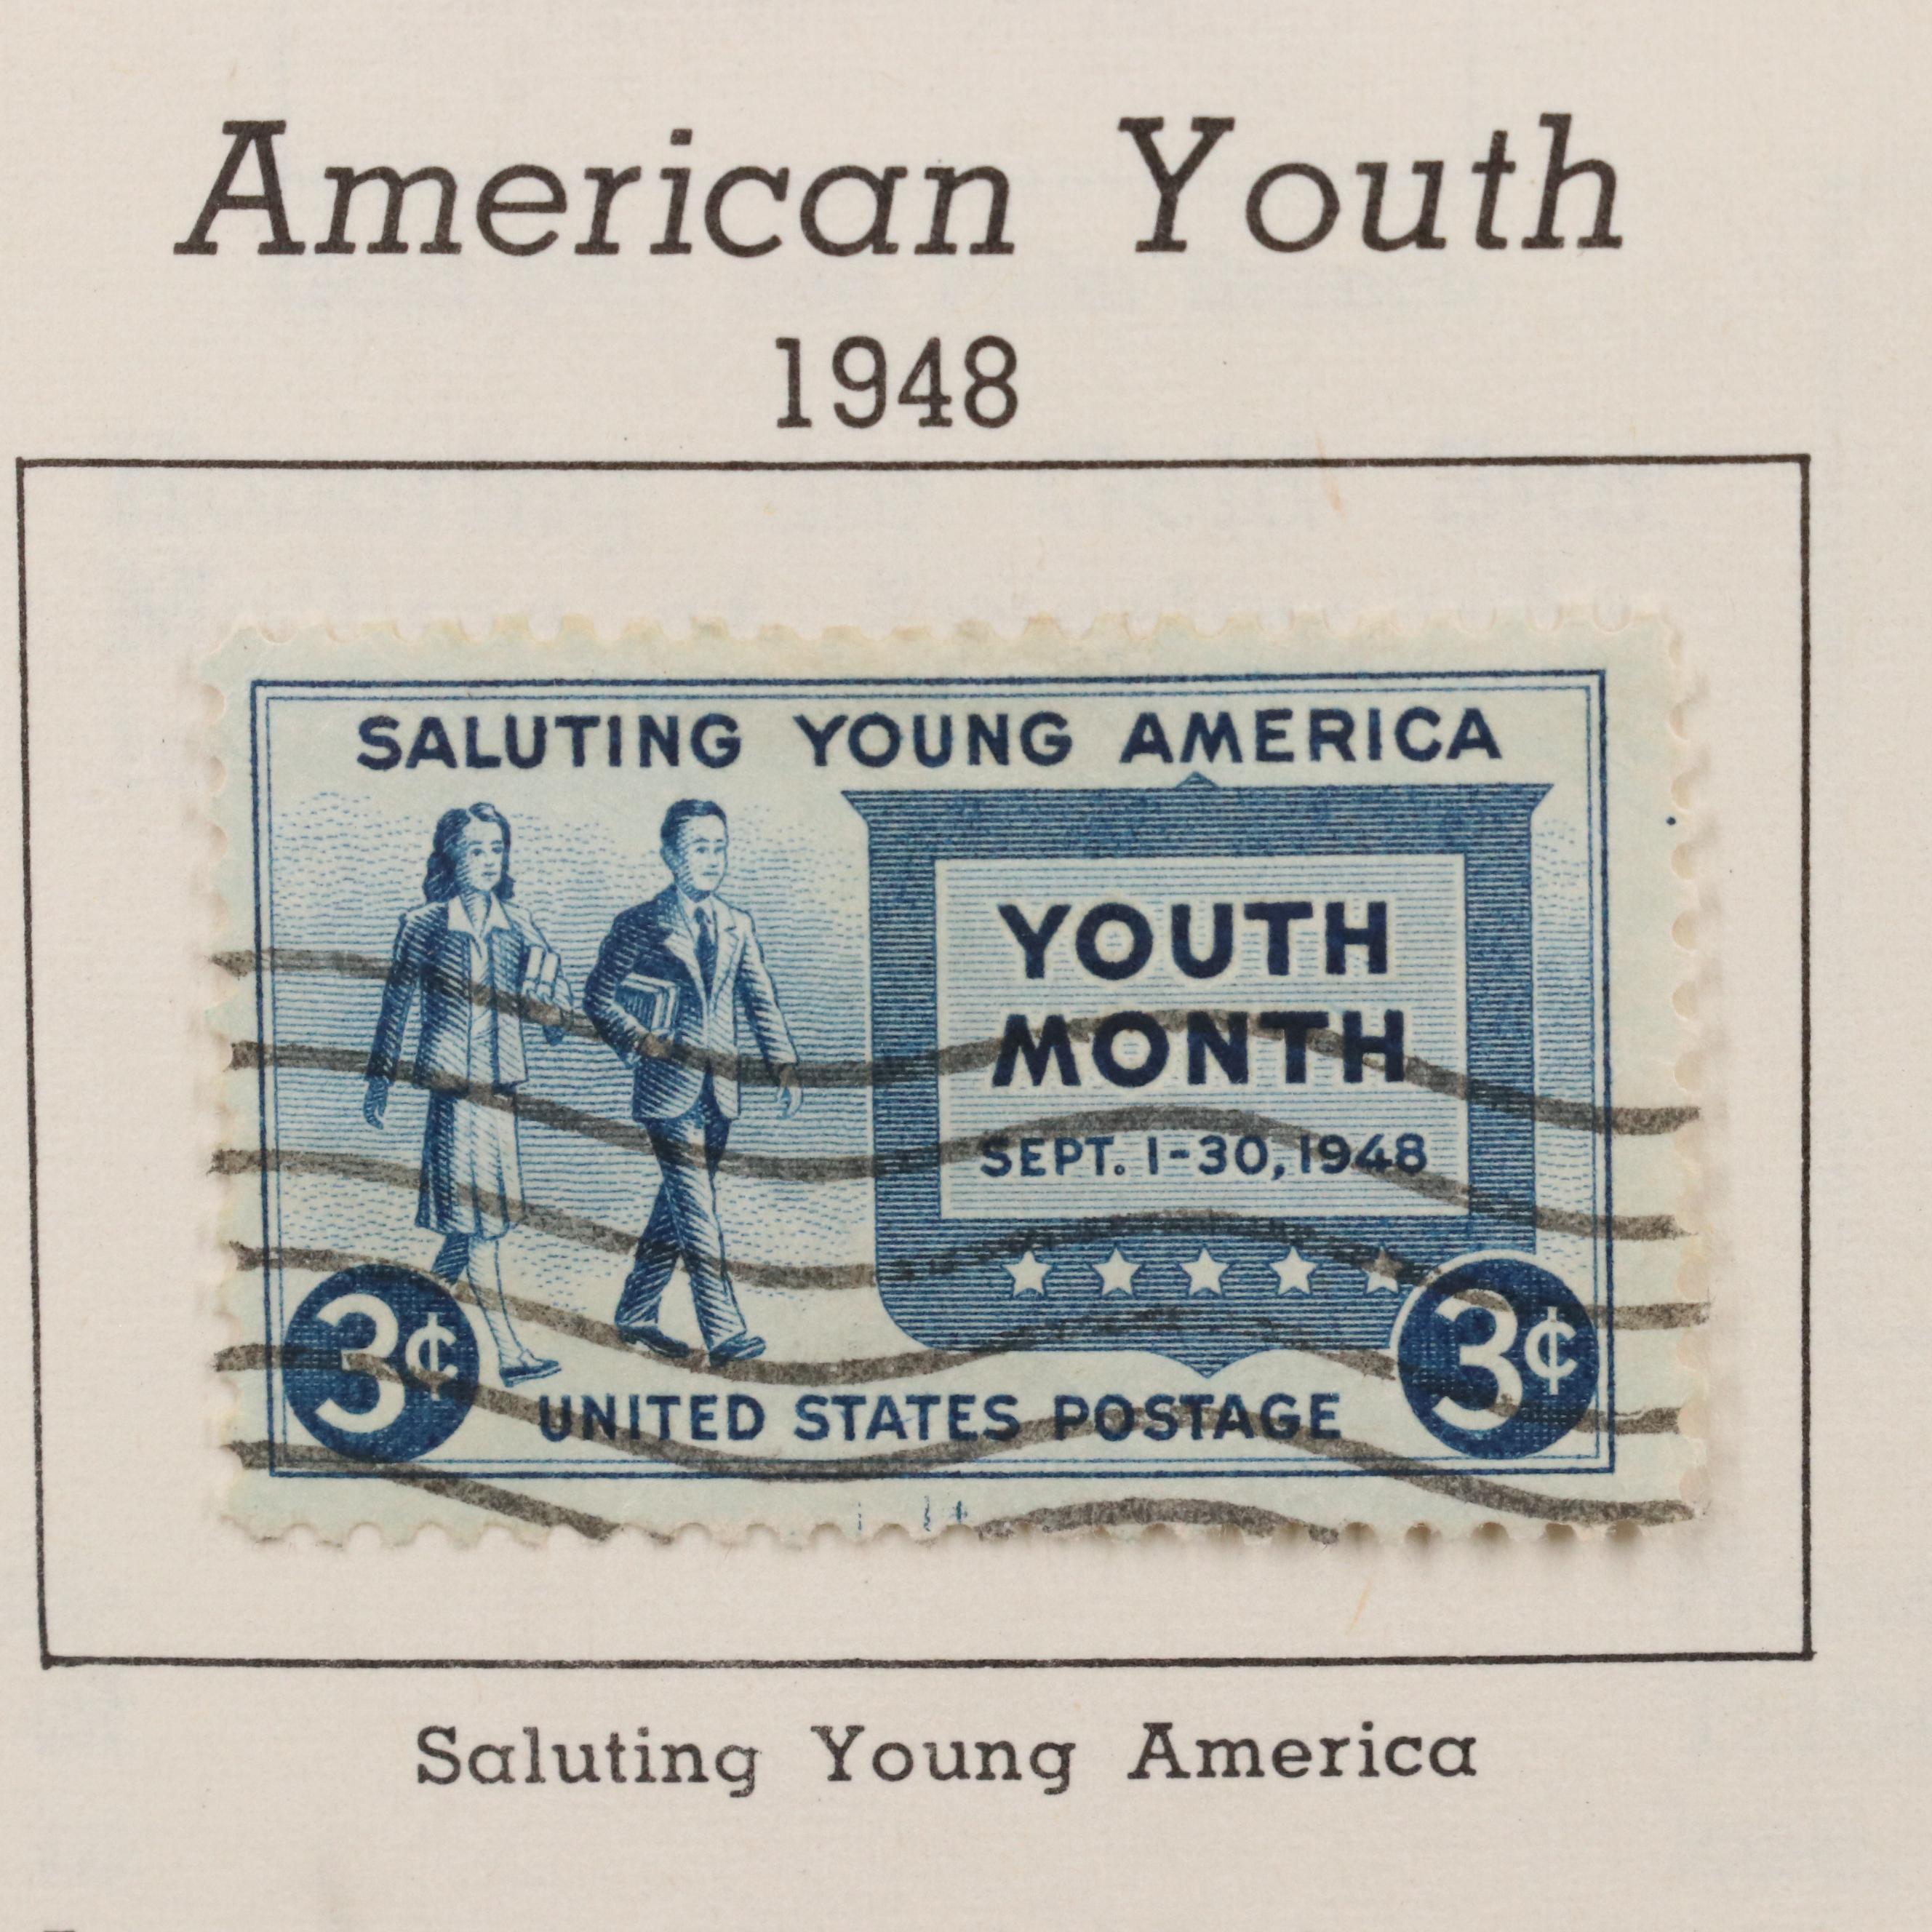 American Youth
1948
SALUTING YOUNG AMERICA
YOUTH
MONTH
SEPT. 1-30, 1948
3¢
UNITED STATES POSTAGE
3¢
Saluting Young America